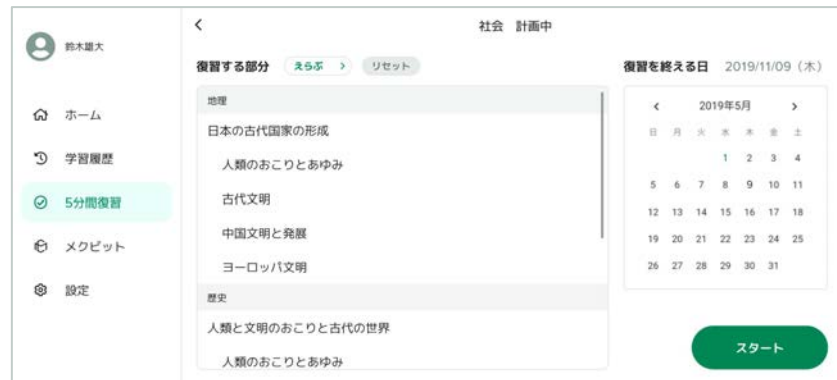 鈴木雄大
ホーム
学習履歴
5分間復習
メクビット
設定
社会 計画中
復習する部分 えらぶ リセット
地理
日本の古代国家の形成
人類のおこりとあゆみ
古代文明
中国文明と発展
ヨーロッパ文明
歴史
人類と文明のおこりと古代の世界
人類のおこりとあゆみ
復習を終える日 2019/11/09（木）
2019年5月
日 月 火 水 木 金 土
1 2 3 4
5 6 7 8 9 10 11
12 13 14 15 16 17 18
19 20 21 22 23 24 25
26 27 28 29 30 31
スタート